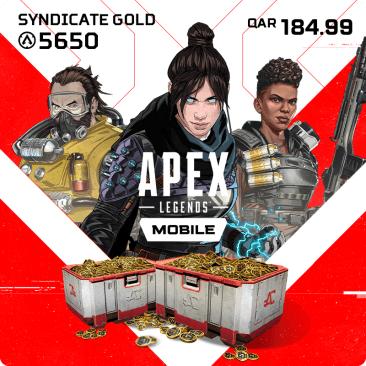 SYNDICATE GOLD
5650
QAR 184.99
APEX
LEGENDS
MOBILE